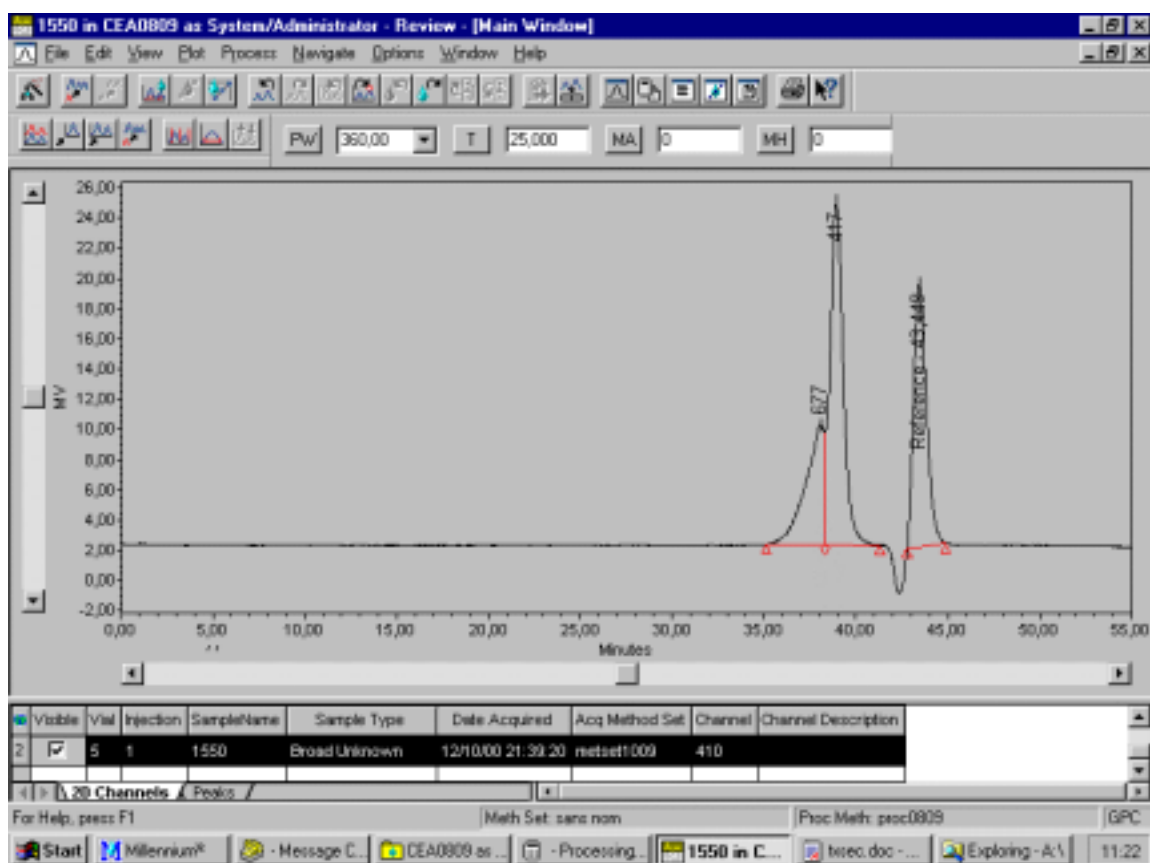 1550 in CEA0809 as System/Administrator - Review - [Main Window]
File Edit View Plot Process Navigate Options Window Help
PW 360,00 T 25,000 MA 0 MH 0
26,00
24,00
22,00
20,00
18,00
16,00
14,00
12,00
10,00
8,00
6,00
4,00
2,00
0,00
-2,00
MV
677
417
Reference - 43,449
0,00 5,00 10,00 15,00 20,00 25,00 30,00 35,00 40,00 45,00 50,00 55,00
Minutes
Visible Vial Injection SampleName Sample Type Date Acquired Acq Method Set Channel Channel Description
2 5 1 1550 Broad Unknown 12/10/00 21:39:20 metset1009 410
2D Channels Peaks
For Help, press F1 Meth Set: sans nom Proc Meth: proc0809 GPC
Start Millennium® - Message C... CEA0809 as ... - Processing... 1550 in C... txsec.doc -... Exploring - A:\ 11:22